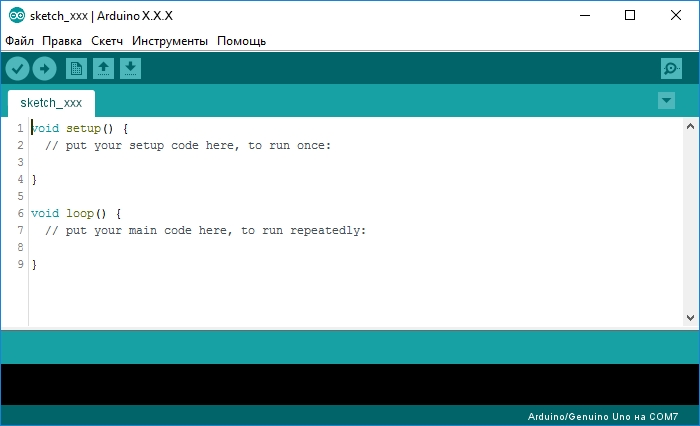 sketch_xxx | Arduino X.X.X
Файл Правка Скетч Инструменты Помощь
sketch_xxx
1 void setup() {
2 // put your setup code here, to run once:
3
4 }
5
6 void loop() {
7 // put your main code here, to run repeatedly:
8
9 }
Arduino/Genuino Uno на COM7